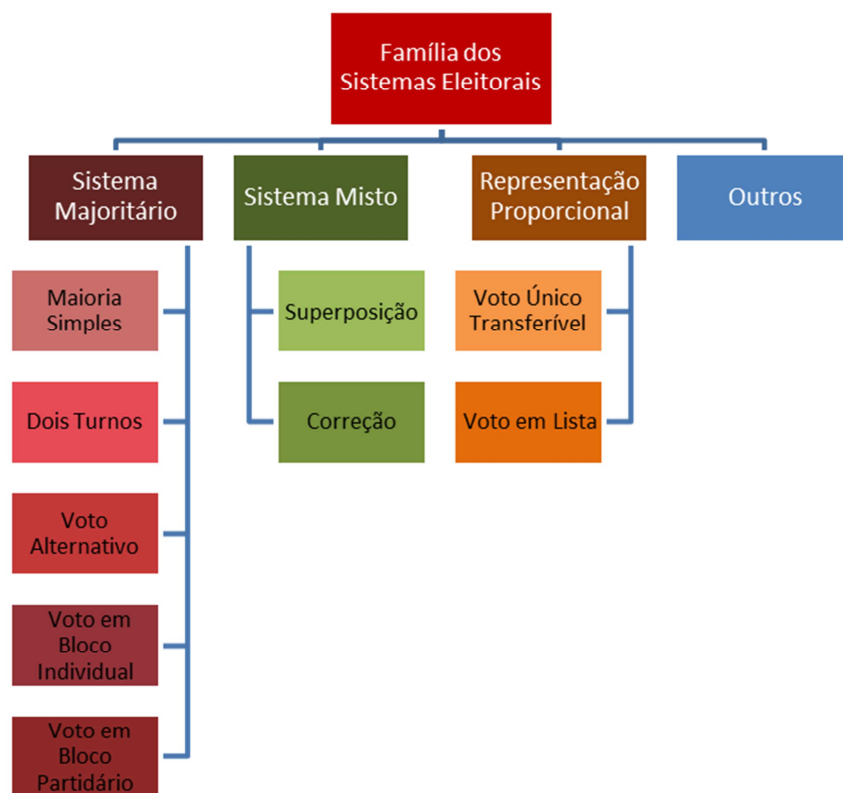 Família dos
Sistemas Eleitorais
Sistema
Majoritário
Sistema Misto
Representação
Proporcional
Outros
Maioria
Simples
Dois Turnos
Voto
Alternativo
Voto em
Bloco
Individual
Voto em
Bloco
Partidário
Superposição
Correção
Voto Único
Transferível
Voto em Lista